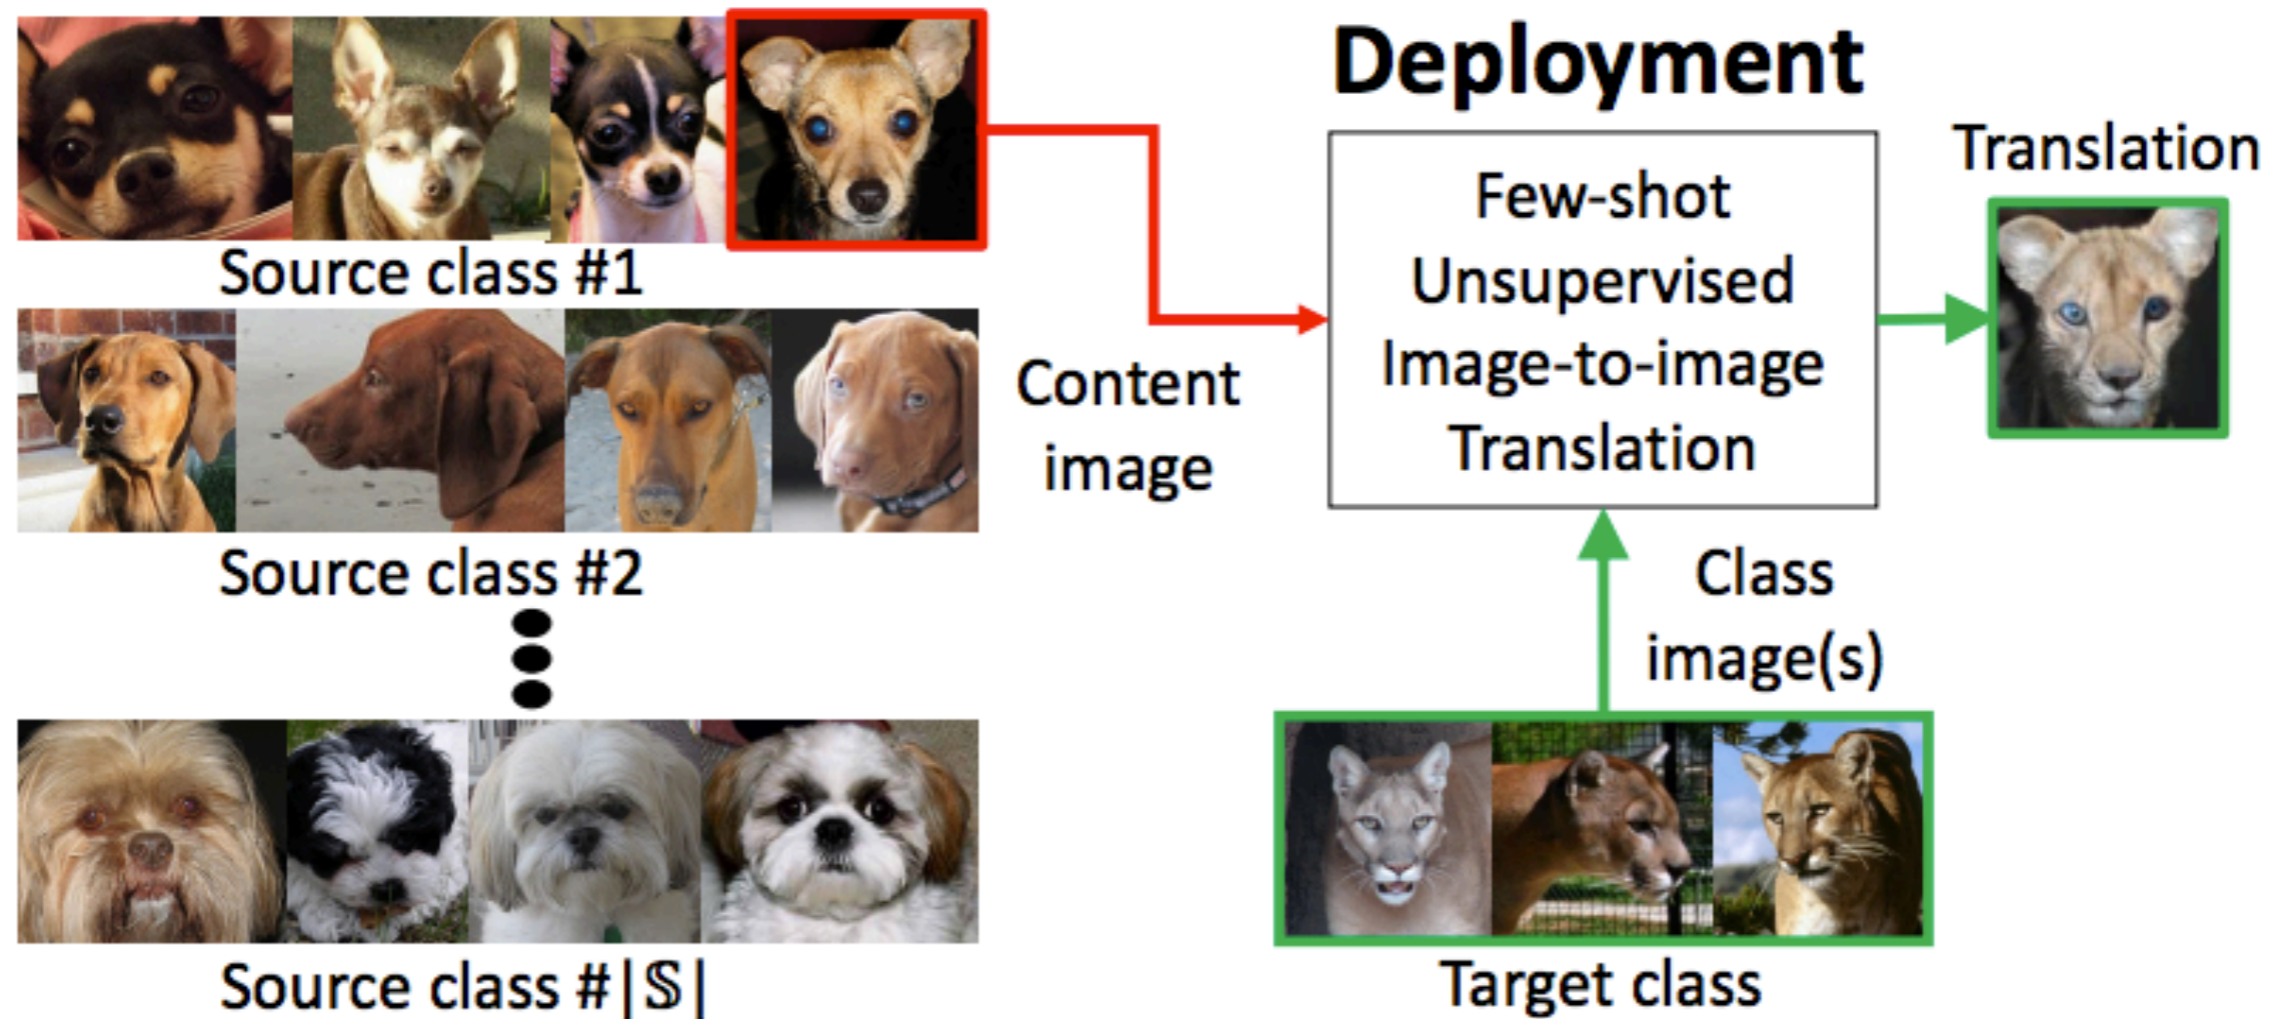 Deployment
Source class #1
Few-shot
Unsupervised
Image-to-image
Translation
Translation
Content
image
Source class #2
Class
image(s)
Source class #|𝕊|
Target class